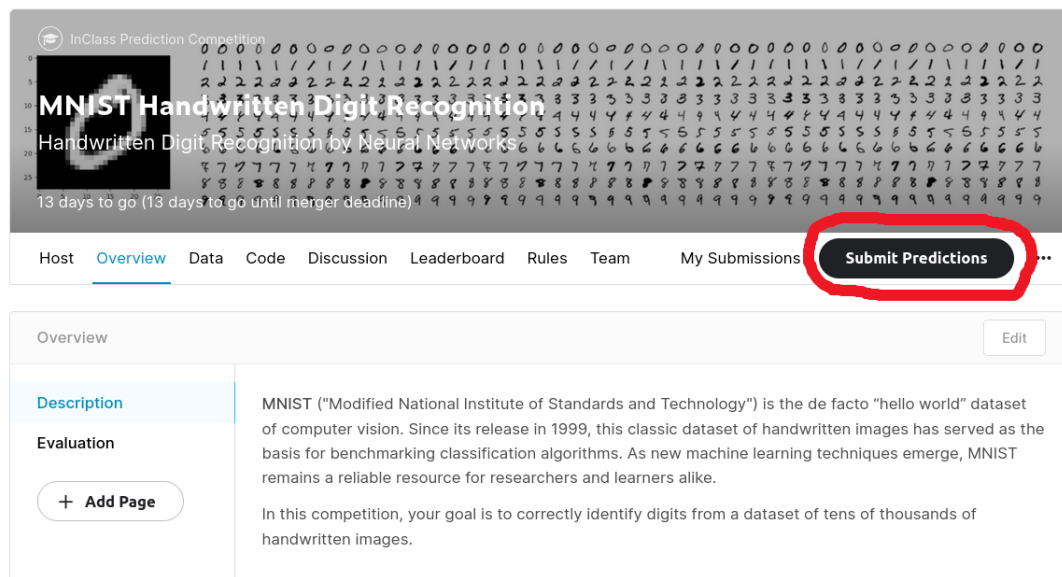 InClass Prediction Competition
MNIST Handwritten Digit Recognition
Handwritten Digit Recognition by Neural Networks
13 days to go (13 days to go until merger deadline)
Host Overview Data Code Discussion Leaderboard Rules Team My Submissions Submit Predictions ...
Overview Edit
Description
Evaluation
+ Add Page
MNIST ("Modified National Institute of Standards and Technology") is the de facto “hello world” dataset
of computer vision. Since its release in 1999, this classic dataset of handwritten images has served as the
basis for benchmarking classification algorithms. As new machine learning techniques emerge, MNIST
remains a reliable resource for researchers and learners alike.
In this competition, your goal is to correctly identify digits from a dataset of tens of thousands of
handwritten images.